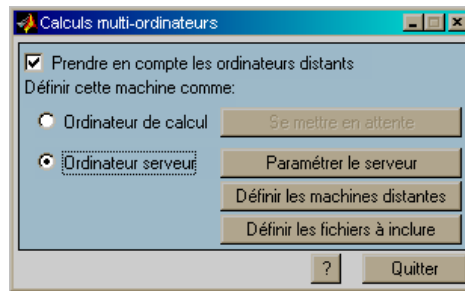 Calculs multi-ordinateurs
Prendre en compte les ordinateurs distants
Définir cette machine comme:
Ordinateur de calcul
Se mettre en attente
Ordinateur serveur
Paramétrer le serveur
Définir les machines distantes
Définir les fichiers à inclure
?
Quitter